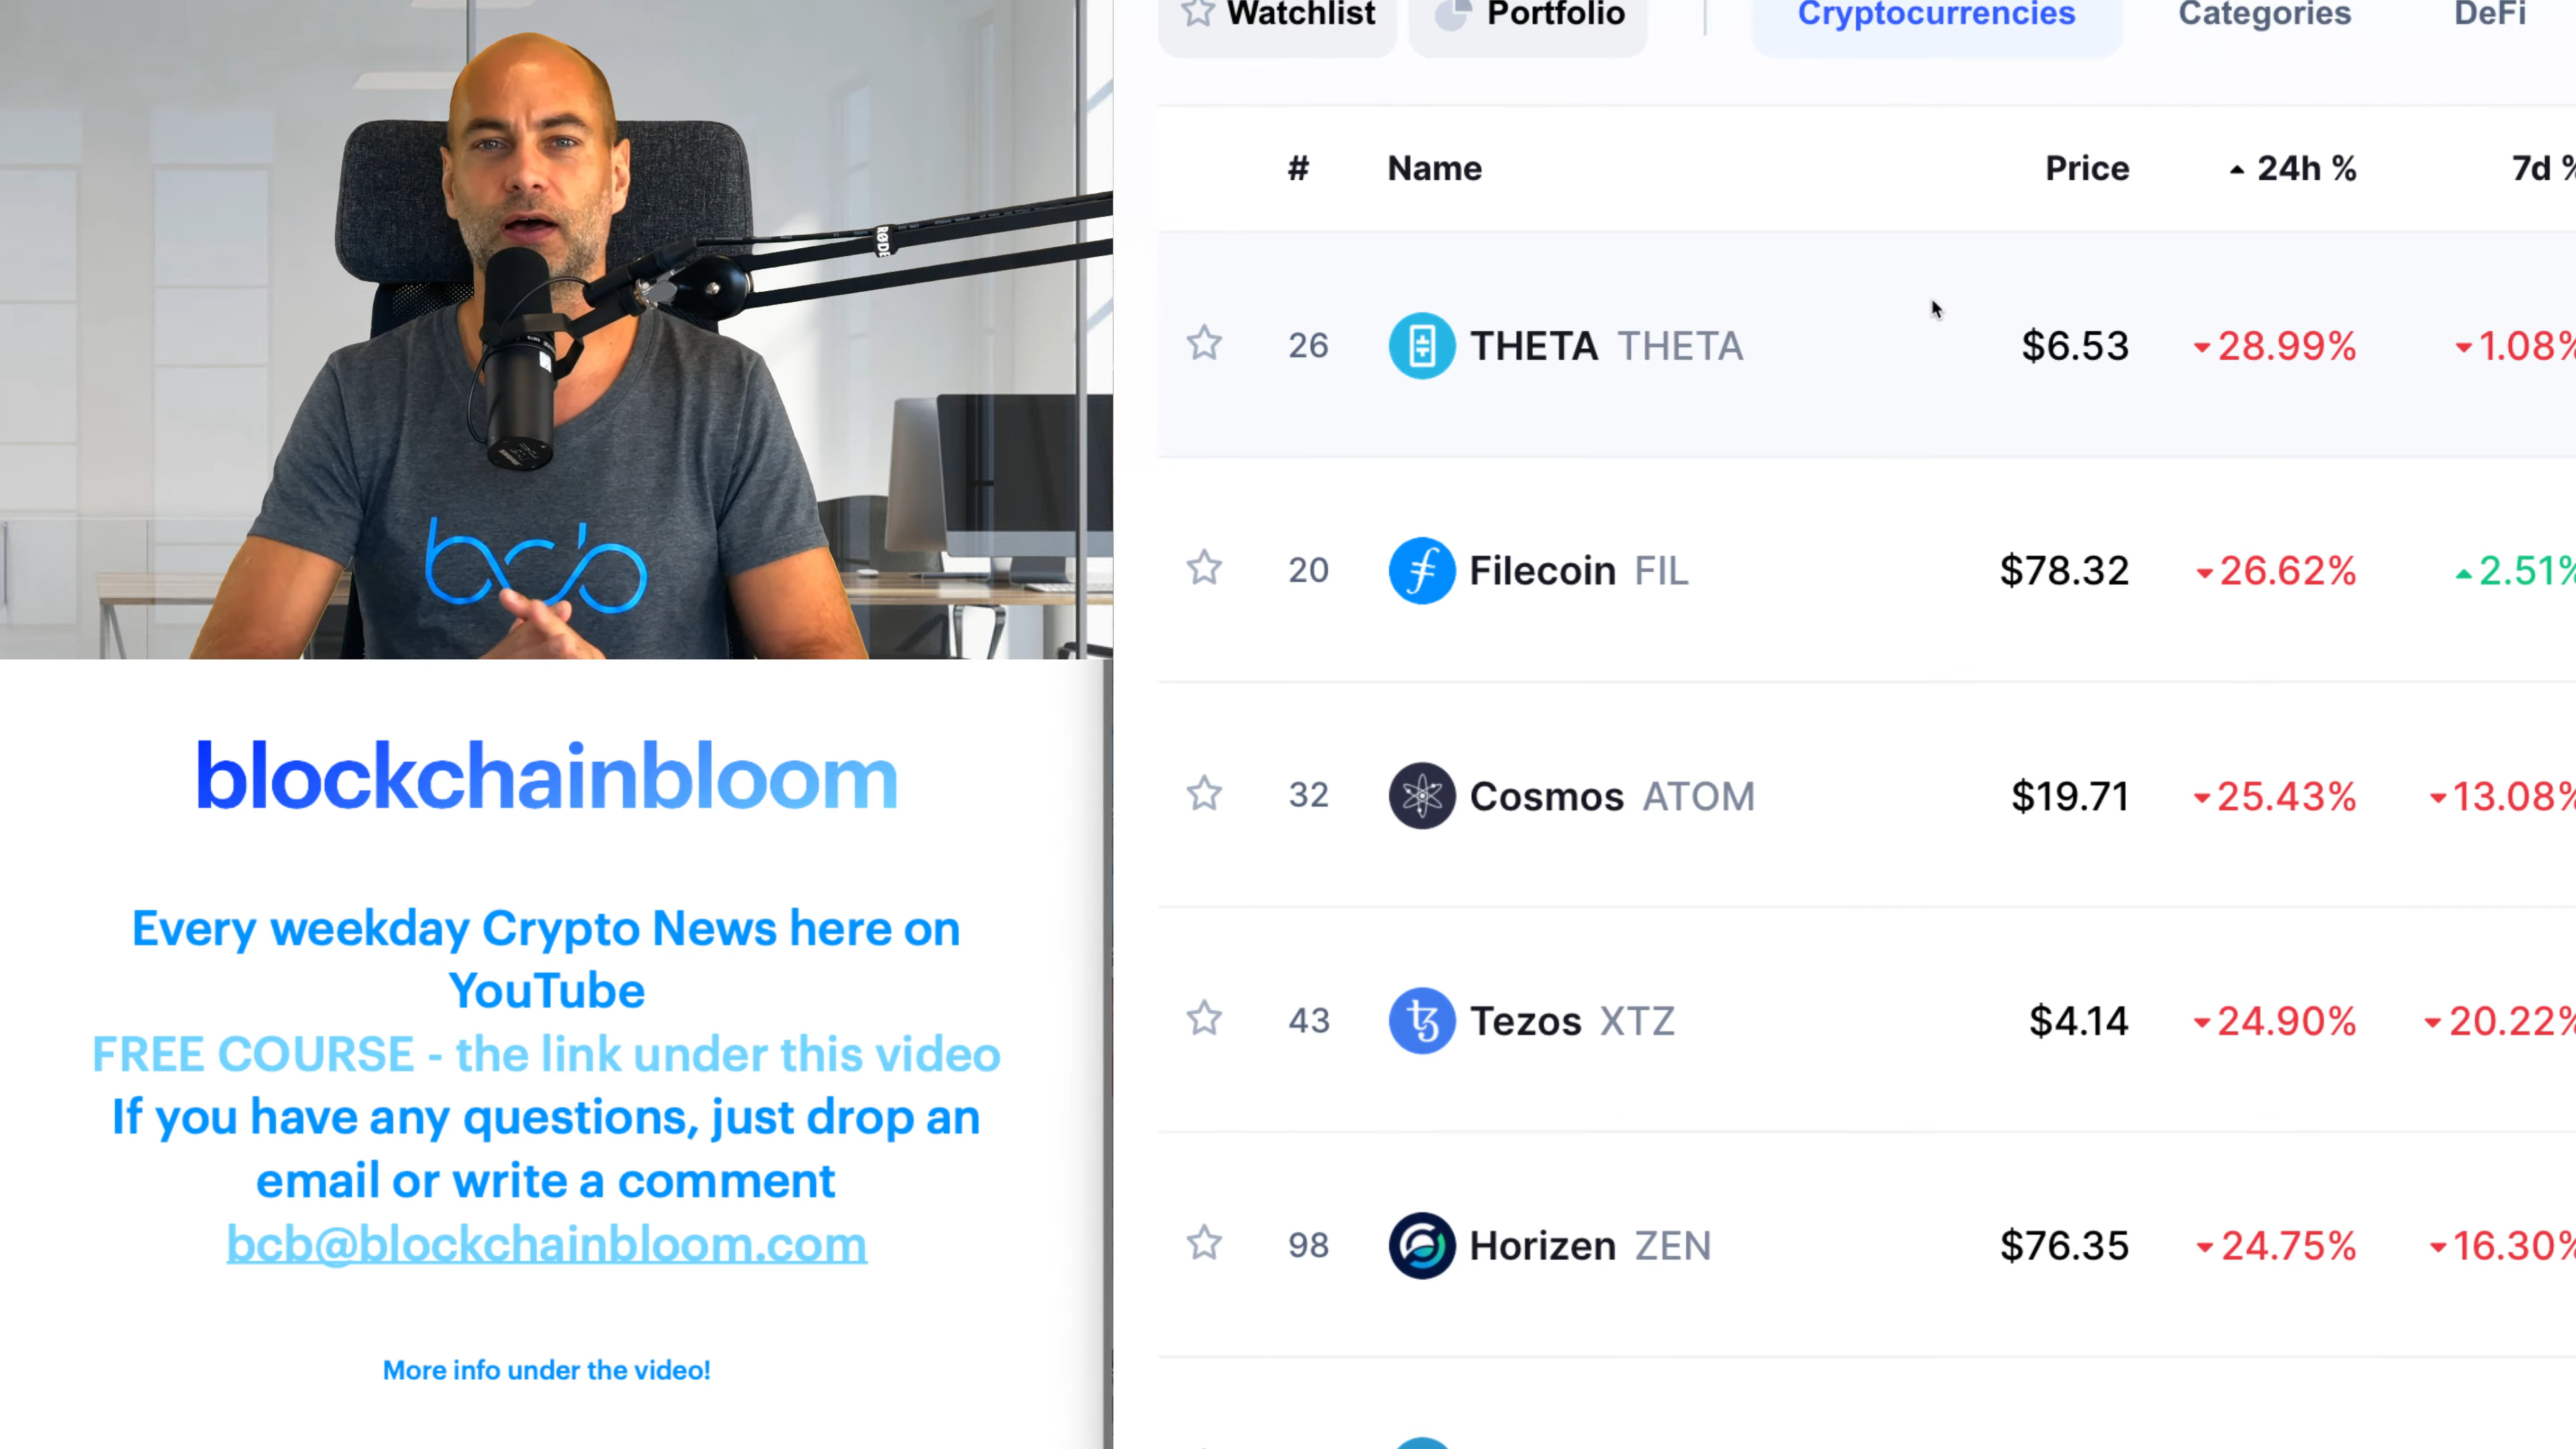 RØDE
bcb
blockchainbloom
Every weekday Crypto News here on
YouTube
FREE COURSE - the link under this video
If you have any questions, just drop an
email or write a comment
bcb@blockchainbloom.com
More info under the video!
Watchlist Portfolio Cryptocurrencies Categories DeFi
# Name Price 24h % 7d %
26 THETA THETA $6.53 28.99% 1.08%
20 Filecoin FIL $78.32 26.62% 2.51%
32 Cosmos ATOM $19.71 25.43% 13.08%
43 Tezos XTZ $4.14 24.90% 20.22%
98 Horizen ZEN $76.35 24.75% 16.30%